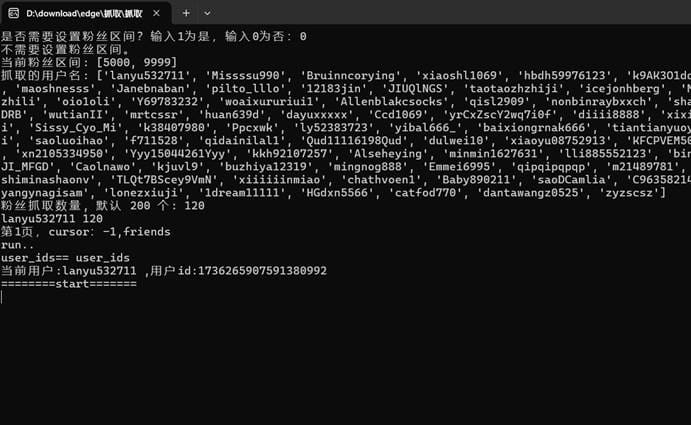 D:\download\edge\抓取\抓取
是否需要设置粉丝区间？输入1为是，输入0为否：0
不需要设置粉丝区间。
当前粉丝区间：[5000, 9999]
抓取的用户名：['lanyu532711', 'Missssu990', 'Bruinncorying', 'xiaoshl1069', 'hbdh59976123', 'k9AK3O1dd
, 'maoshnesss', 'Janebnaban', 'pilto_lllo', '12183jin', 'JIUQlNGS', 'taotaozhzhiji', 'icejonhberg', 'M
zhili', 'oio1oli', 'Y69783232', 'woaixururiui1', 'Allenblakcsocks', 'qisl2909', 'nonbinraybxxch', 'sha
DRB', 'wutianII', 'mrtcssr', 'huan639d', 'dayuxxxxx', 'Ccd1069', 'yrCxZscY2wq7i0f', 'diiii8888', 'xixi
i', 'Sissy_Cyo_Mi', 'k38407980', 'Ppcxwk', 'ly52383723', 'yibal666_', 'baixiongrnak666', 'tiantianyuoy
', 'saoluoihao', 'f711528', 'qidainilal1', 'Qud11116198Qud', 'dulwei10', 'xiaoyu08752913', 'KFCPVEM50
, 'xn2105334950', 'Yyy15044261Yyy', 'kkh92107257', 'Alseheying', 'minmin1627631', 'lli885552123', 'bin
JI_MFGD', 'Caolnawo', 'kjuvl9', 'buzhiya12319', 'mingnog888', 'Emmei6995', 'qipqipqpqp', 'm21489781',
shiminashaonv', 'TLQt7BScey9VmN', 'xiiiiiinmiao', 'chathvoen1', 'Baby890211', 'saoDCamlia', 'C96358214
yangynagisam', 'lonezxiuji', '1dream11111', 'HGdxn5566', 'catfod770', 'dantawangz0525', 'zyzscsz']
粉丝抓取数量，默认 200 个：120
lanyu532711 120
第1页，cursor：-1,friends
run..
user_ids== user_ids
当前用户:lanyu532711 ,用户id:1736265907591380992
========start=======